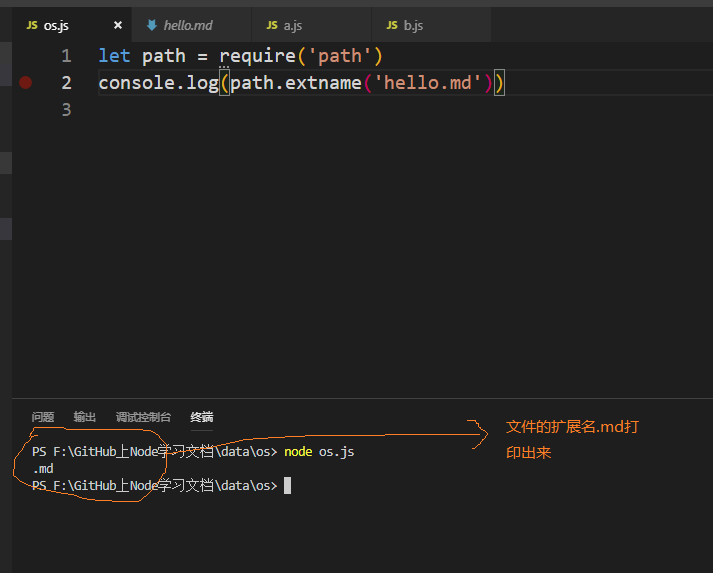 JS os.js × hello.md JS a.js JS b.js
1 let path = require('path')
2 console.log(path.extname('hello.md'))
3
问题 输出 调试控制台 终端
PS F:\GitHub上Node学习文档\data\os> node os.js
.md
PS F:\GitHub上Node学习文档\data\os>
文件的扩展名.md打
印出来